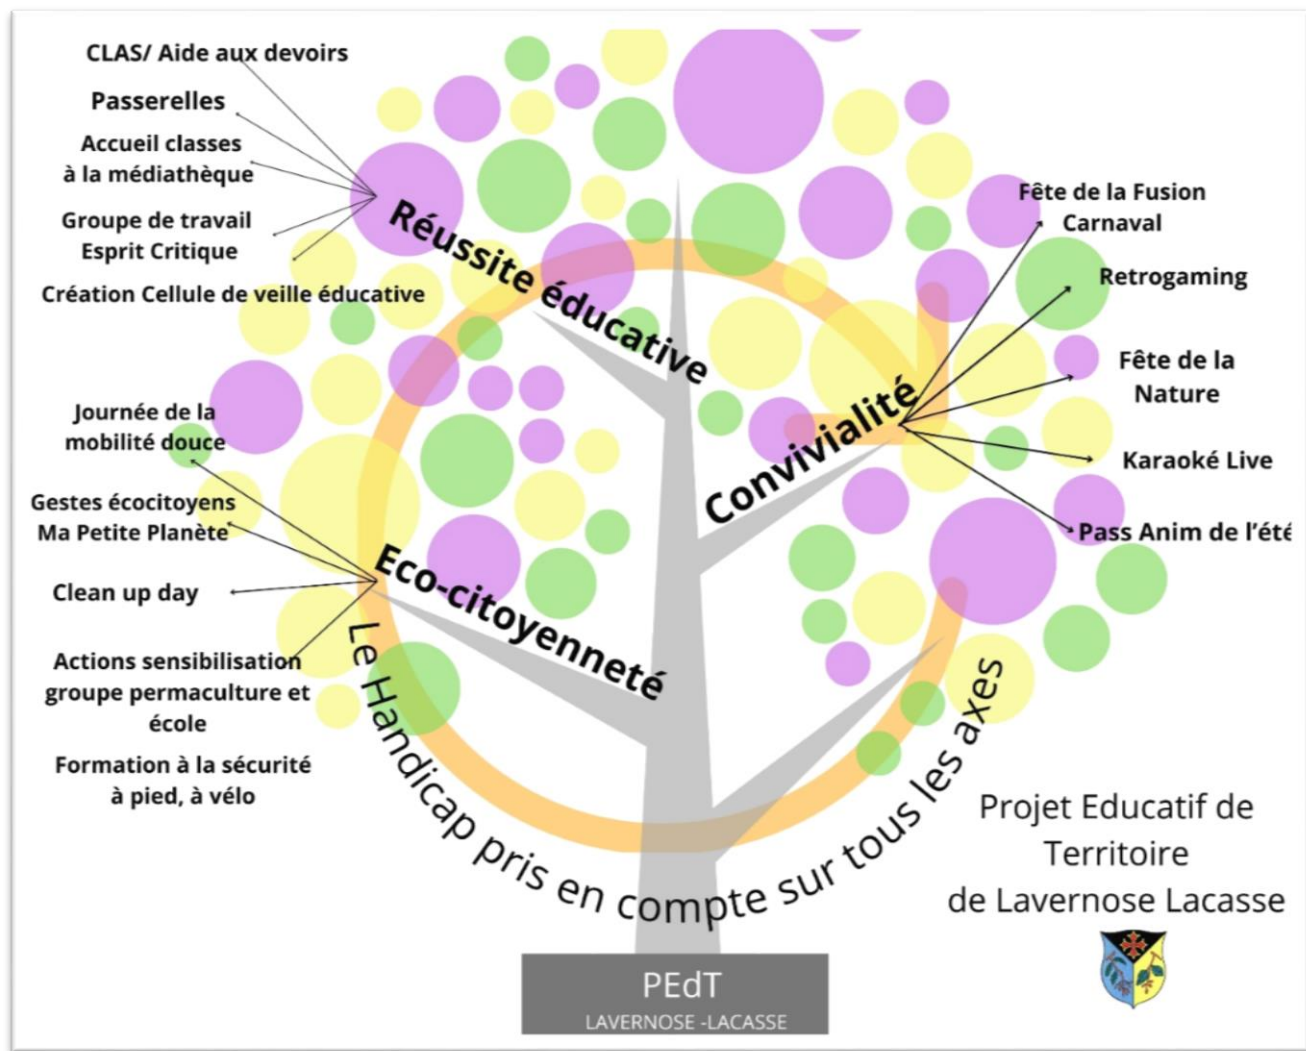 CLAS/ Aide aux devoirs
Passerelles
Accueil classes
à la médiathèque
Groupe de travail
Esprit Critique
Création Cellule de veille éducative
Réussite éducative
Journée de la
mobilité douce
Gestes écocitoyens
Ma Petite Planète
Clean up day
Actions sensibilisation
groupe permaculture et
école
Formation à la sécurité
à pied, à vélo
Eco-citoyenneté
Convivialité
Fête de la Fusion
Carnaval
Retrogaming
Fête de la
Nature
Karaoké Live
Pass Anim de l'été
Le Handicap pris en compte sur tous les axes
Projet Educatif de
Territoire
de Lavernose Lacasse
PEdT
LAVERNOSE -LACASSE